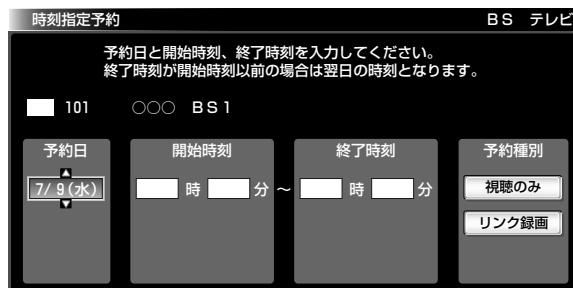 時刻指定予約 BS テレビ
予約日と開始時刻、終了時刻を入力してください。
終了時刻が開始時刻以前の場合は翌日の時刻となります。
101 ○○○ BS1
予約日 開始時刻 終了時刻 予約種別
7/ 9(水) 時 分 ~ 時 分 視聴のみ
リンク録画